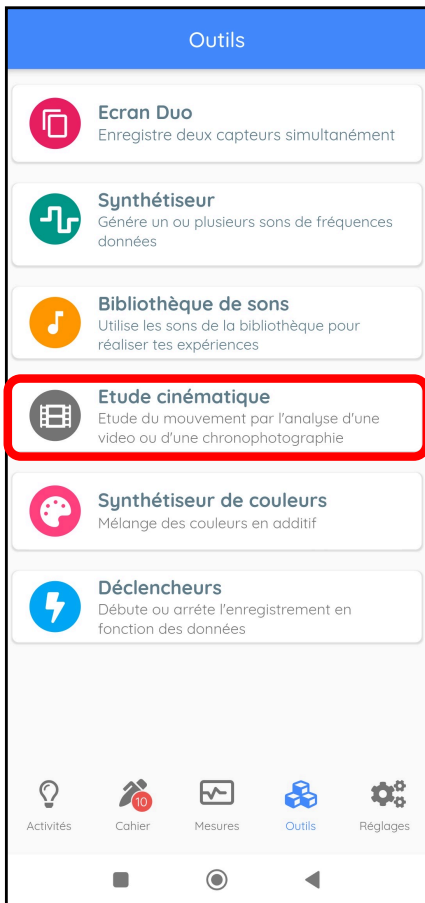 Outils
Ecran Duo
Enregistre deux capteurs simultanément
Synthétiseur
Génére un ou plusieurs sons de fréquences
données
Bibliothèque de sons
Utilise les sons de la bibliothèque pour
réaliser tes expériences
Etude cinématique
Etude du mouvement par l'analyse d'une
video ou d'une chronophotographie
Synthétiseur de couleurs
Mélange des couleurs en additif
Déclencheurs
Débute ou arréte l'enregistrement en
fonction des données
10
Activités Cahier Mesures Outils Réglages